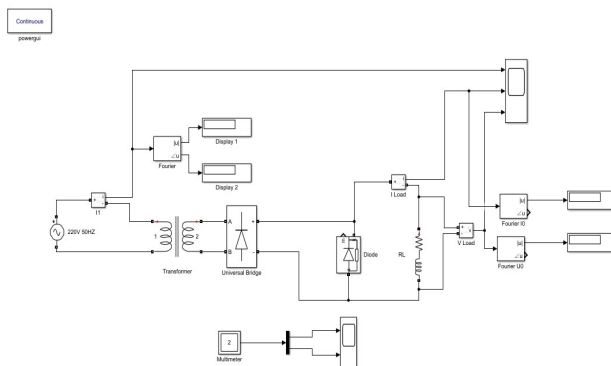 Continuous
powergui
|u|
∠u
Fourier
Display 1
Display 2
+
i
-
I1
220V 50HZ
1
2
Transformer
A
B
+
-
Universal Bridge
m
Diode
+
i
-
I Load
RL
+
-
v
V Load
|u|
∠u
Fourier I0
|u|
∠u
Fourier U0
2
Multimeter